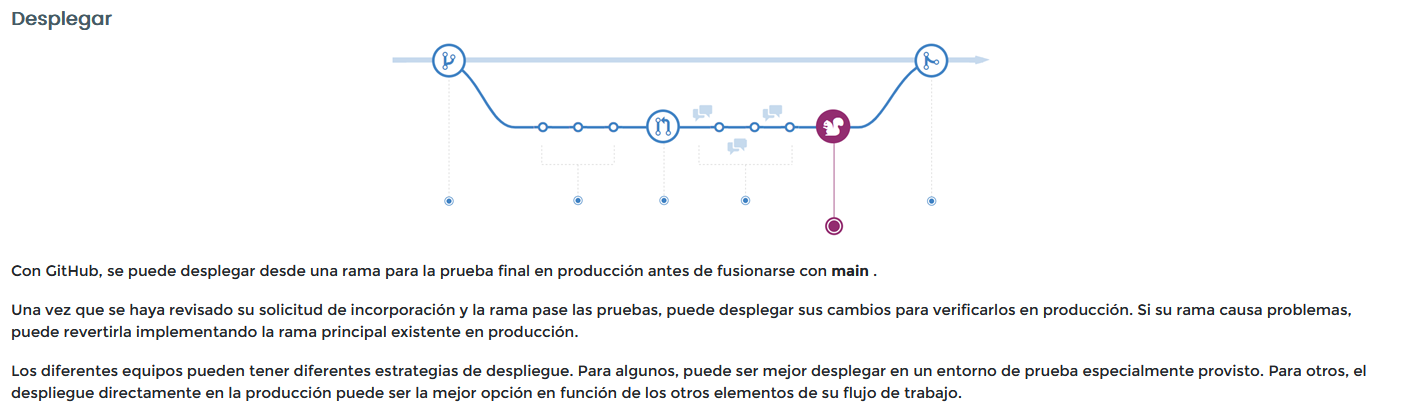 Desplegar
Con GitHub, se puede desplegar desde una rama para la prueba final en producción antes de fusionarse con main .
Una vez que se haya revisado su solicitud de incorporación y la rama pase las pruebas, puede desplegar sus cambios para verificarlos en producción. Si su rama causa problemas,
puede revertirla implementando la rama principal existente en producción.
Los diferentes equipos pueden tener diferentes estrategias de despliegue. Para algunos, puede ser mejor desplegar en un entorno de prueba especialmente provisto. Para otros, el
despliegue directamente en la producción puede ser la mejor opción en función de los otros elementos de su flujo de trabajo.